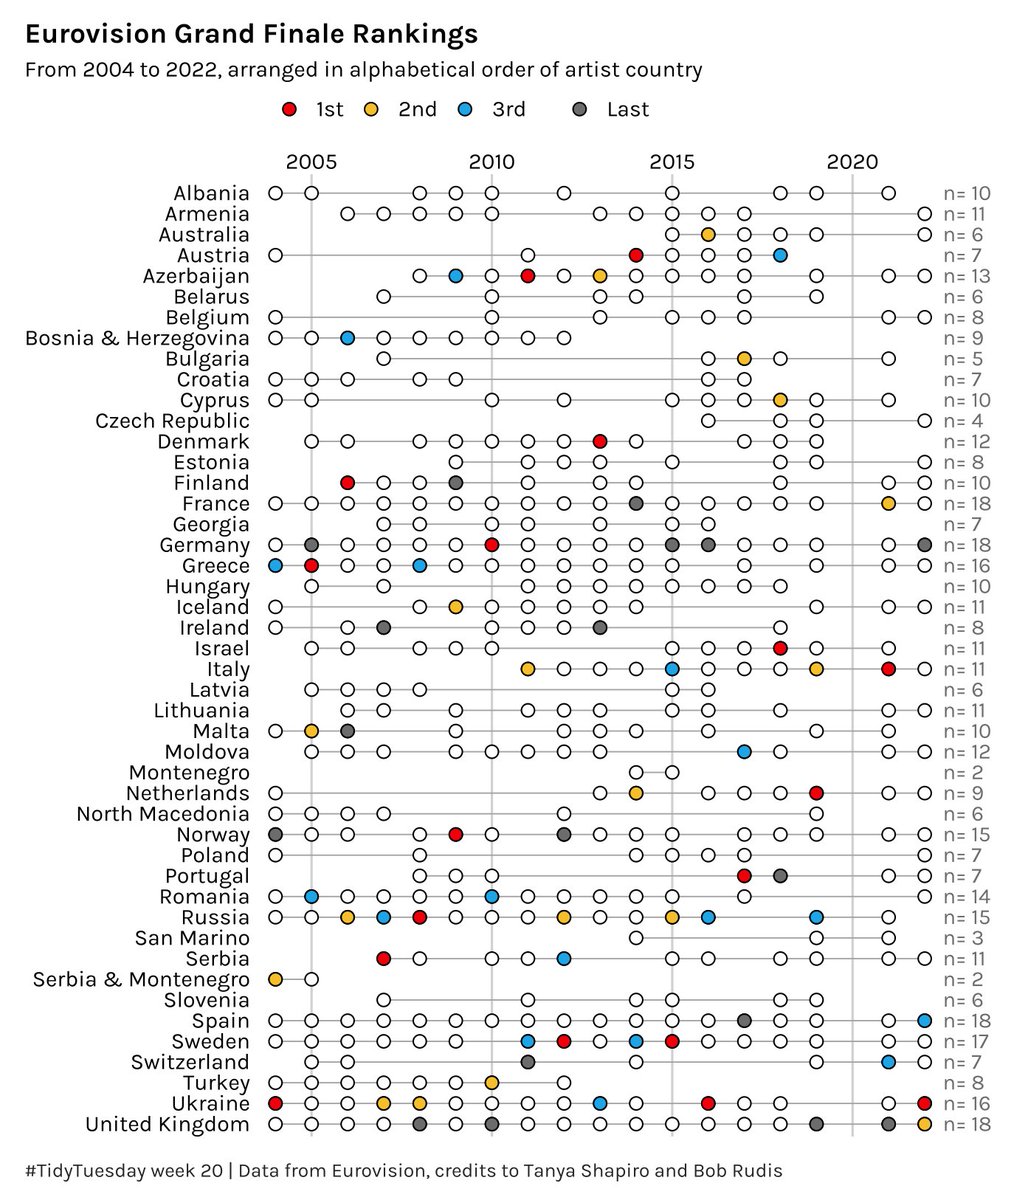 Eurovision Grand Finale Rankings
From 2004 to 2022, arranged in alphabetical order of artist country
1st 2nd 3rd Last
2005 2010 2015 2020
Albania n= 10
Armenia n= 11
Australia n= 6
Austria n= 7
Azerbaijan n= 13
Belarus n= 6
Belgium n= 8
Bosnia & Herzegovina n= 9
Bulgaria n= 5
Croatia n= 7
Cyprus n= 10
Czech Republic n= 4
Denmark n= 12
Estonia n= 8
Finland n= 10
France n= 18
Georgia n= 7
Germany n= 18
Greece n= 16
Hungary n= 10
Iceland n= 11
Ireland n= 8
Israel n= 11
Italy n= 11
Latvia n= 6
Lithuania n= 11
Malta n= 10
Moldova n= 12
Montenegro n= 2
Netherlands n= 9
North Macedonia n= 6
Norway n= 15
Poland n= 7
Portugal n= 7
Romania n= 14
Russia n= 15
San Marino n= 3
Serbia n= 11
Serbia & Montenegro n= 2
Slovenia n= 6
Spain n= 18
Sweden n= 17
Switzerland n= 7
Turkey n= 8
Ukraine n= 16
United Kingdom n= 18
#TidyTuesday week 20 | Data from Eurovision, credits to Tanya Shapiro and Bob Rudis